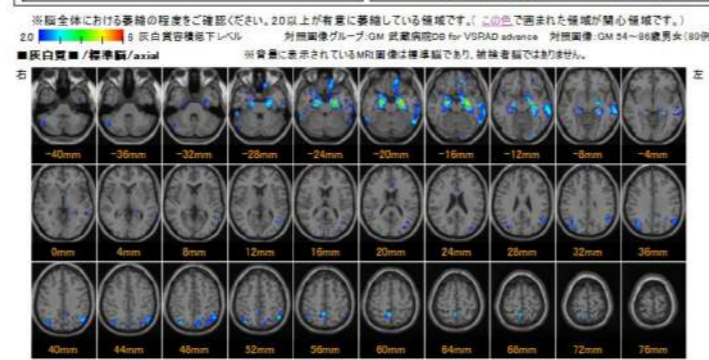 ※脳全体における萎縮の程度をご確認ください。2.0以上が有意に萎縮している領域です。( この色で囲まれた領域が関心領域です。)
2.0 6 灰白質容積低下レベル 対照画像グループ:GM 武蔵病院DB for VSRAD advance 対照画像:GM 54~86歳男女(80例
■灰白質■ /標準脳/axial ※背景に表示されているMRI画像は標準脳であり、被検者脳ではありません。
右 左
-40mm -36mm -32mm -28mm -24mm -20mm -16mm -12mm -8mm -4mm
0mm 4mm 8mm 12mm 16mm 20mm 24mm 28mm 32mm 36mm
40mm 44mm 48mm 52mm 56mm 60mm 64mm 68mm 72mm 76mm